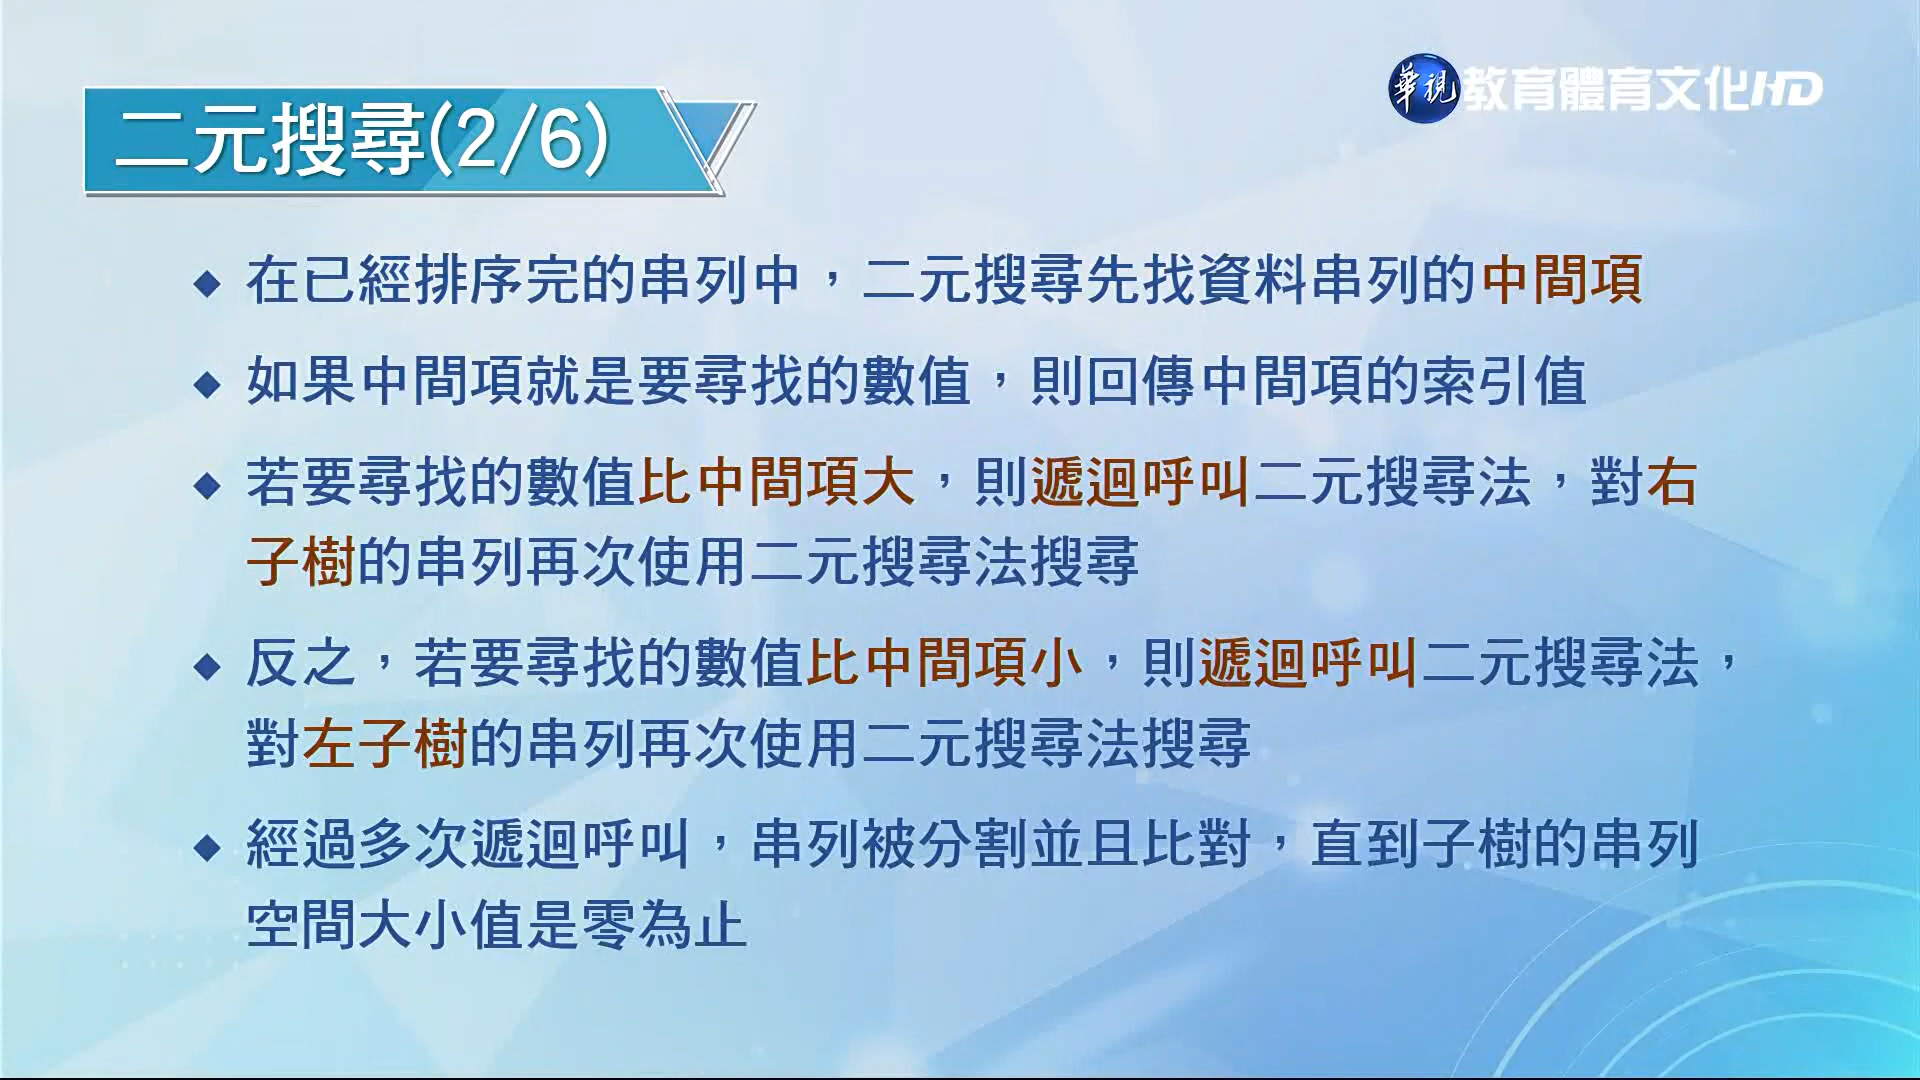 二元搜尋(2/6)
華視 教育體育文化HD
在已經排序完的串列中，二元搜尋先找資料串列的中間項
如果中間項就是要尋找的數值，則回傳中間項的索引值
若要尋找的數值比中間項大，則遞迴呼叫二元搜尋法，對右
子樹的串列再次使用二元搜尋法搜尋
反之，若要尋找的數值比中間項小，則遞迴呼叫二元搜尋法，
對左子樹的串列再次使用二元搜尋法搜尋
經過多次遞迴呼叫，串列被分割並且比對，直到子樹的串列
空間大小值是零為止